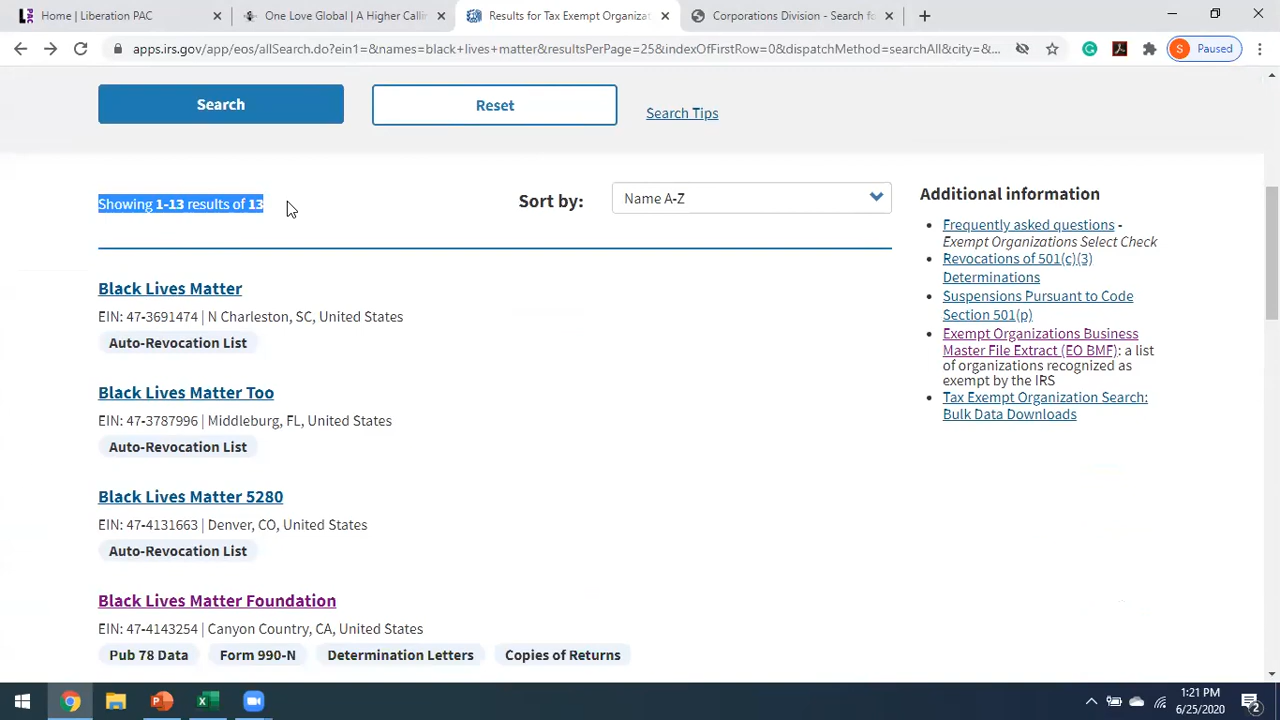 Home | Liberation PAC
One Love Global | A Higher Calling
Results for Tax Exempt Organizat
Corporations Division - Search fo
apps.irs.gov/app/eos/allSearch.do?ein1=&names=black+lives+matter&resultsPerPage=25&indexOfFirstRow=0&dispatchMethod=searchAll&city=&...
S Paused
Search
Reset
Search Tips
Showing 1-13 results of 13
Sort by:
Name A-Z
Black Lives Matter
EIN: 47-3691474 | N Charleston, SC, United States
Auto-Revocation List
Black Lives Matter Too
EIN: 47-3787996 | Middleburg, FL, United States
Auto-Revocation List
Black Lives Matter 5280
EIN: 47-4131663 | Denver, CO, United States
Auto-Revocation List
Black Lives Matter Foundation
EIN: 47-4143254 | Canyon Country, CA, United States
Pub 78 Data Form 990-N Determination Letters Copies of Returns
Additional information
Frequently asked questions -
Exempt Organizations Select Check
Revocations of 501(c)(3)
Determinations
Suspensions Pursuant to Code
Section 501(p)
Exempt Organizations Business
Master File Extract (EO BMF): a list
of organizations recognized as
exempt by the IRS
Tax Exempt Organization Search:
Bulk Data Downloads
1:21 PM
6/25/2020
2